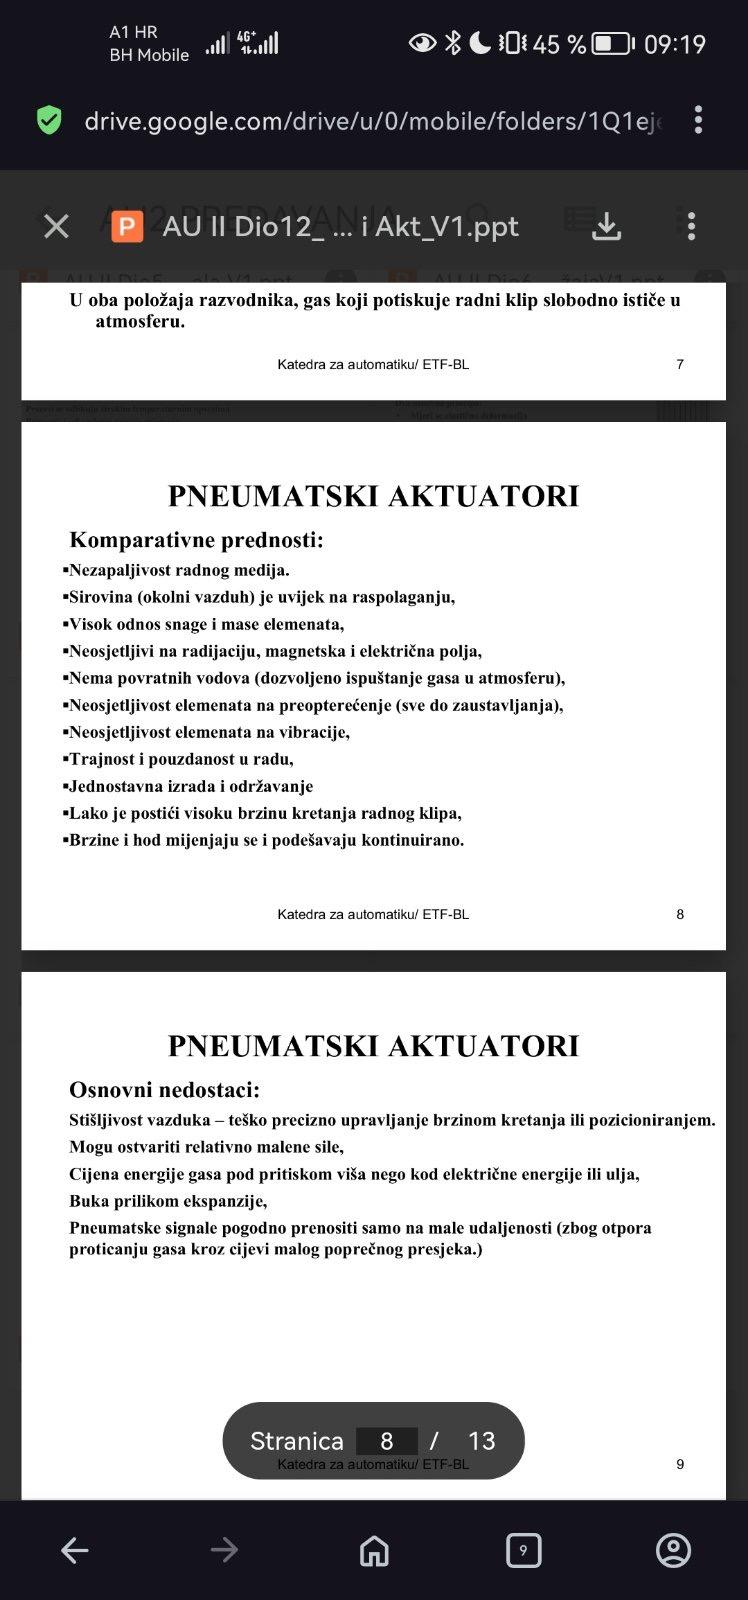 A1 HR
BH Mobile
4G+
45 %
09:19
drive.google.com/drive/u/0/mobile/folders/1Q1ej
AU2 PREDAVANJA
AU II Dio12_ ... i Akt_V1.ppt
U oba položaja razvodnika, gas koji potiskuje radni klip slobodno ističe u
atmosferu.
Katedra za automatiku/ ETF-BL
7
PNEUMATSKI AKTUATORI
Komparativne prednosti:
▪Nezapaljivost radnog medija.
▪Sirovina (okolni vazduh) je uvijek na raspolaganju,
▪Visok odnos snage i mase elemenata,
▪Neosjetljivi na radijaciju, magnetska i električna polja,
▪Nema povratnih vodova (dozvoljeno ispuštanje gasa u atmosferu),
▪Neosjetljivost elemenata na preopterećenje (sve do zaustavljanja),
▪Neosjetljivost elemenata na vibracije,
▪Trajnost i pouzdanost u radu,
▪Jednostavna izrada i održavanje
▪Lako je postići visoku brzinu kretanja radnog klipa,
▪Brzine i hod mijenjaju se i podešavaju kontinuirano.
Katedra za automatiku/ ETF-BL
8
PNEUMATSKI AKTUATORI
Osnovni nedostaci:
Stišljivost vazduka – teško precizno upravljanje brzinom kretanja ili pozicioniranjem.
Mogu ostvariti relativno malene sile,
Cijena energije gasa pod pritiskom viša nego kod električne energije ili ulja,
Buka prilikom ekspanzije,
Pneumatske signale pogodno prenositi samo na male udaljenosti (zbog otpora
proticanju gasa kroz cijevi malog poprečnog presjeka.)
Stranica 8 / 13
Katedra za automatiku/ ETF-BL
9
9